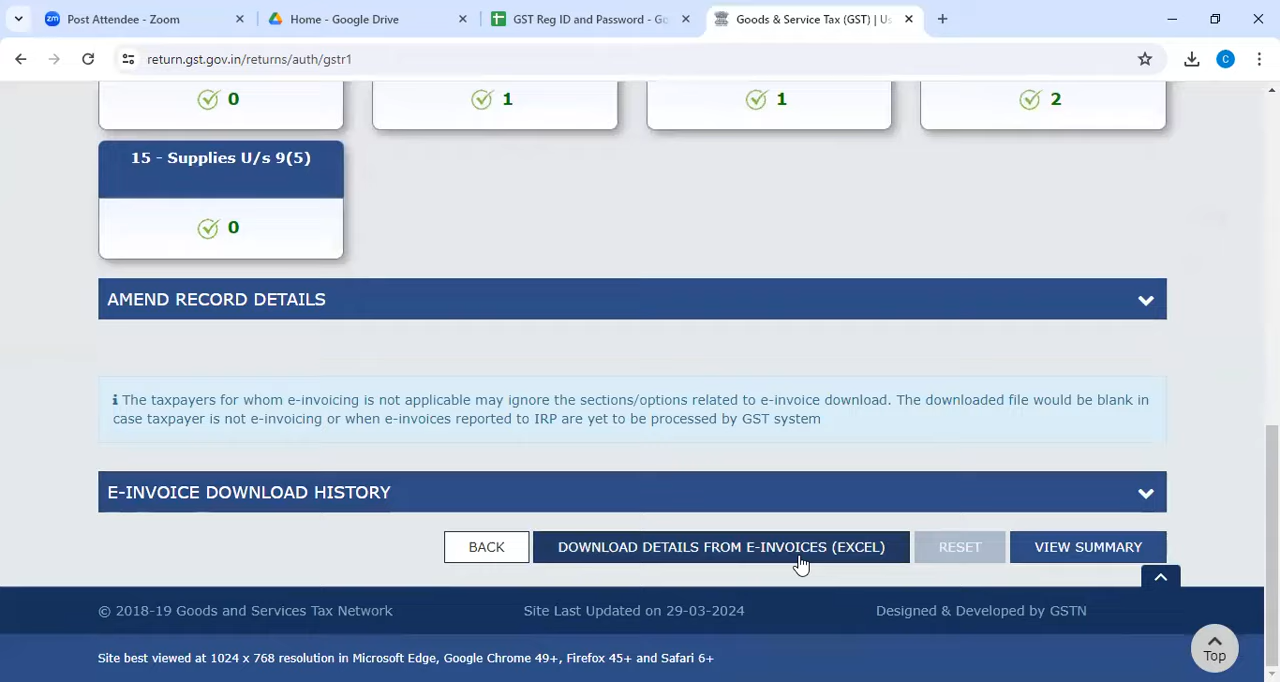 Post Attendee - Zoom
Home - Google Drive
GST Reg ID and Password - Go
Goods & Service Tax (GST) | Us
return.gst.gov.in/returns/auth/gstr1
C
0
1
1
2
15 - Supplies U/s 9(5)
0
AMEND RECORD DETAILS
The taxpayers for whom e-invoicing is not applicable may ignore the sections/options related to e-invoice download. The downloaded file would be blank in
case taxpayer is not e-invoicing or when e-invoices reported to IRP are yet to be processed by GST system
E-INVOICE DOWNLOAD HISTORY
BACK
DOWNLOAD DETAILS FROM E-INVOICES (EXCEL)
RESET
VIEW SUMMARY
© 2018-19 Goods and Services Tax Network
Site Last Updated on 29-03-2024
Designed & Developed by GSTN
Site best viewed at 1024 x 768 resolution in Microsoft Edge, Google Chrome 49+, Firefox 45+ and Safari 6+
Top